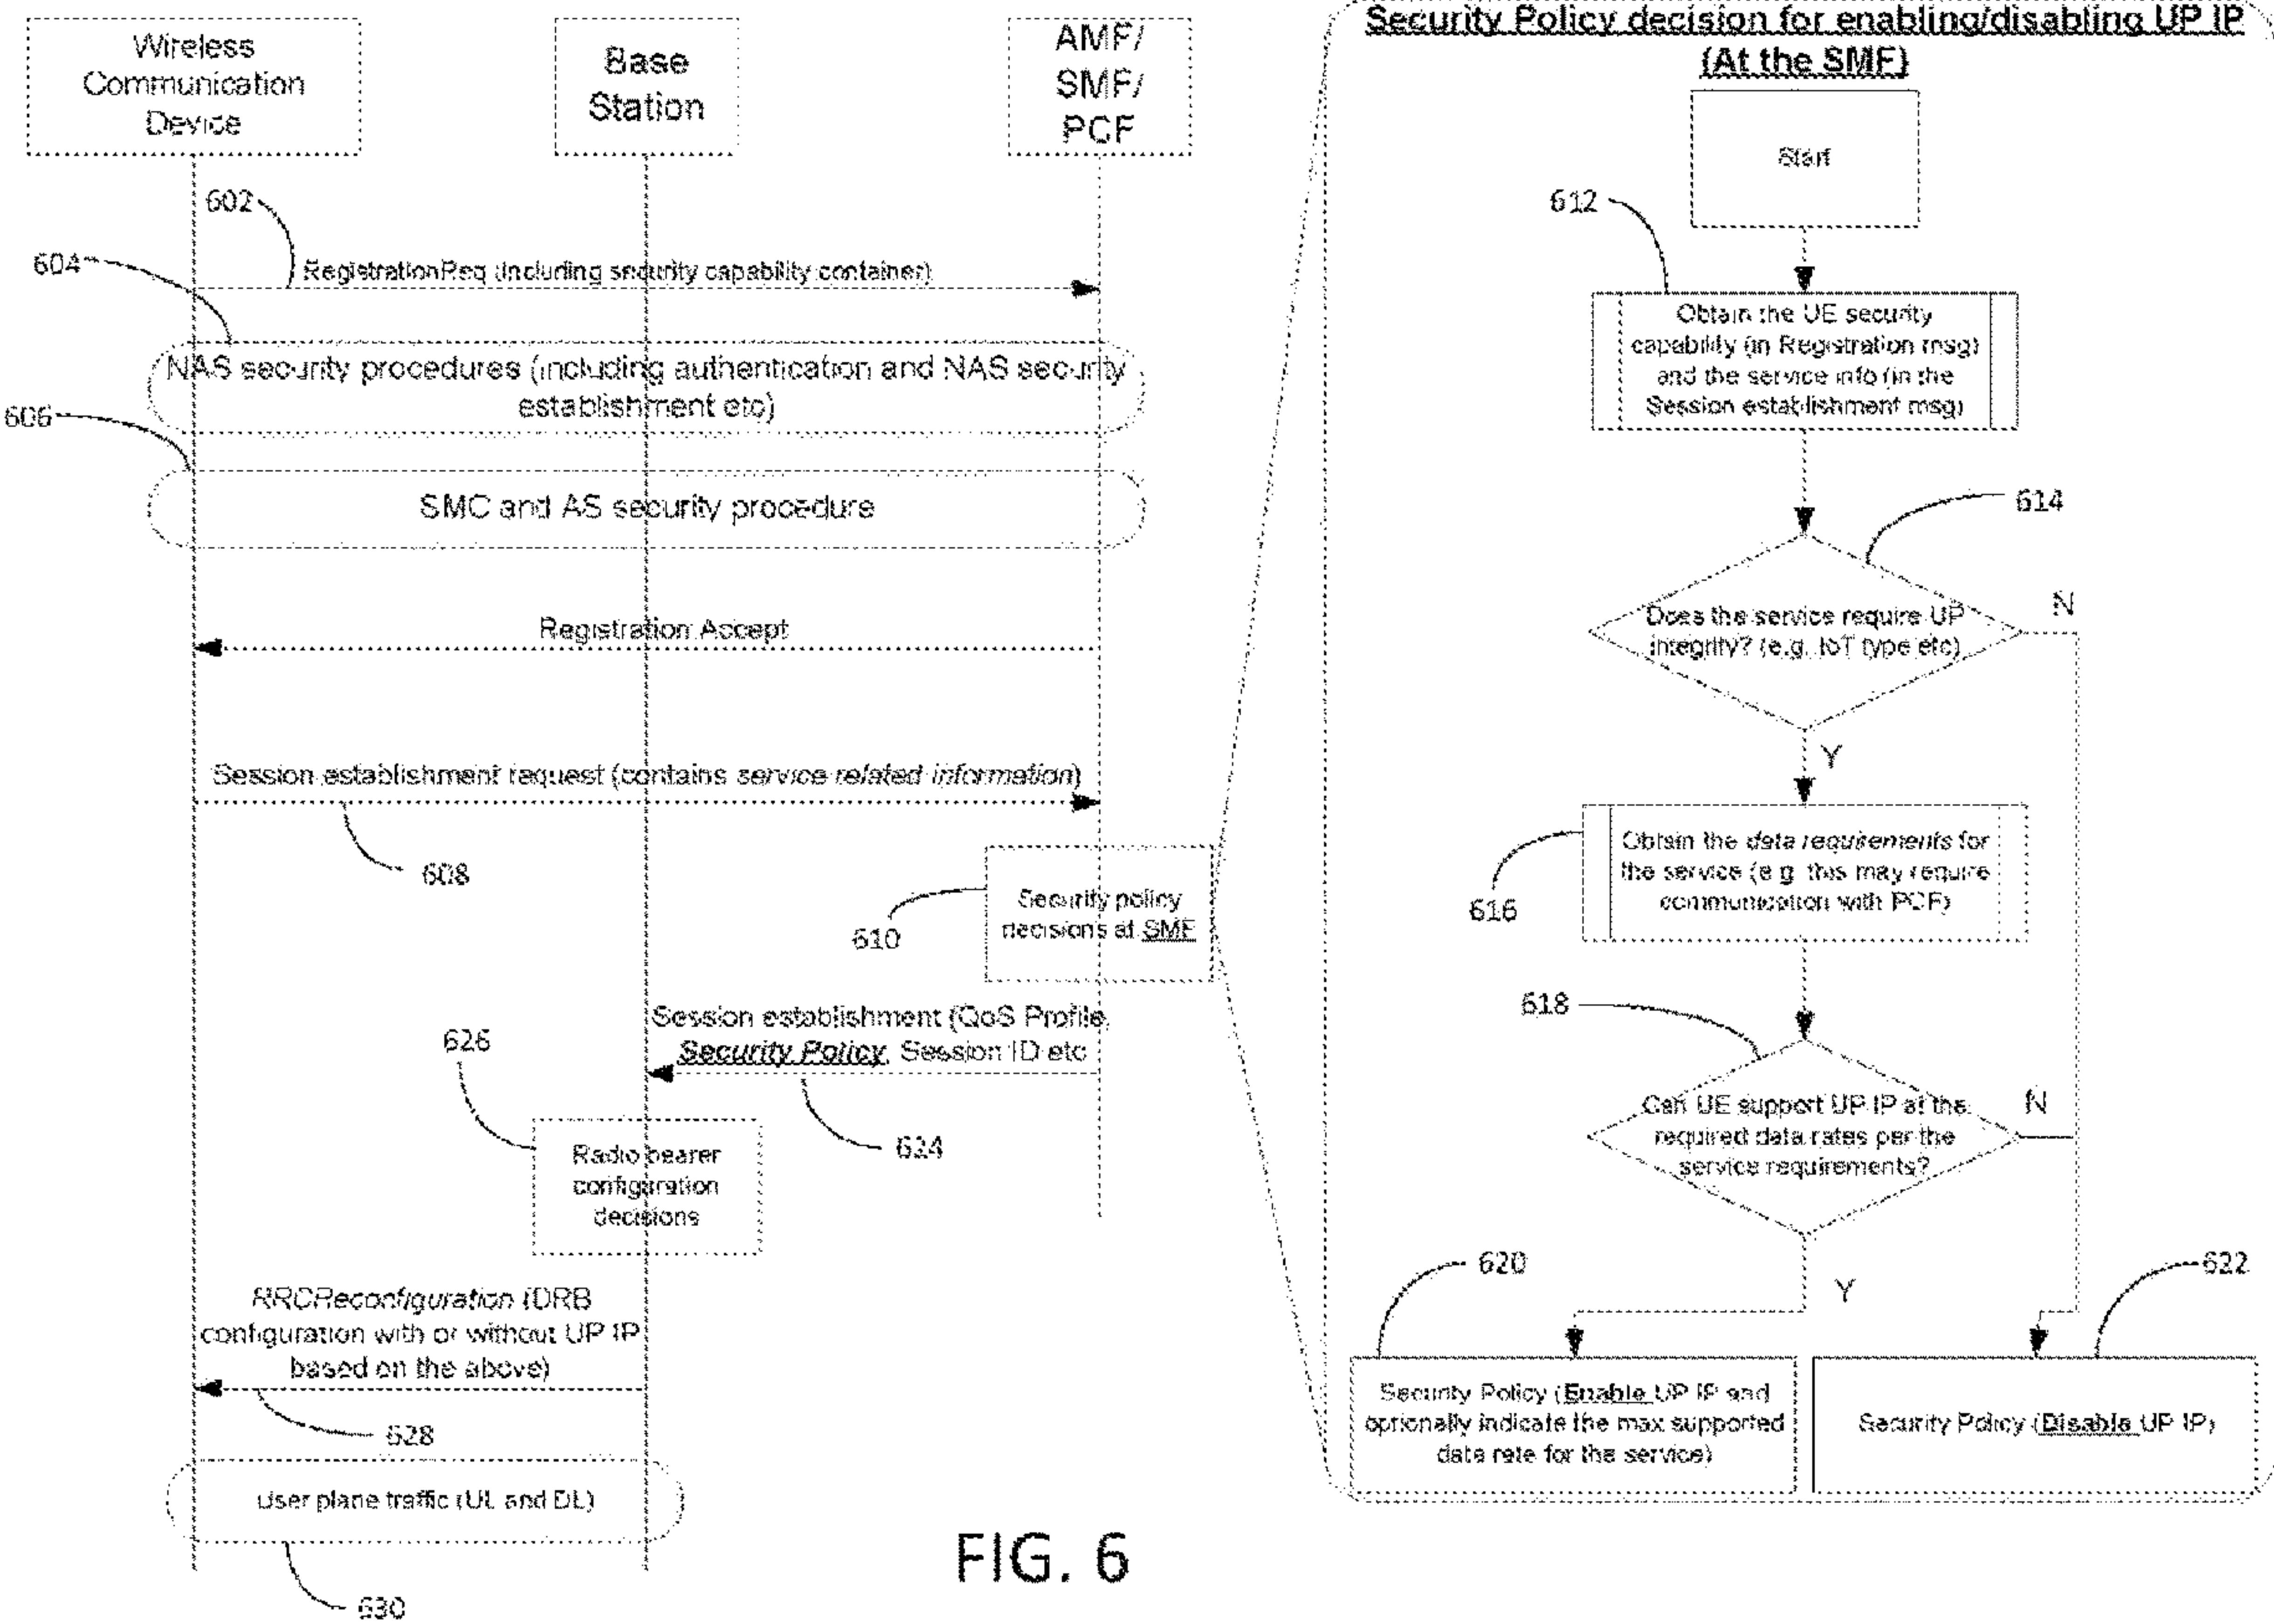 Wireless
Communication
Device
Base
Station
AMF/
SMF/
PCF
602
RegistrationReq (including security capability container)
604
NAS security procedures (including authentication and NAS security
establishment etc)
606
SMC and AS security procedure
Registration Accept
Session establishment request (contains service related information)
608
Security policy
decisions at SMF
610
Session establishment (QoS Profile,
Security Policy, Session ID etc
624
626
Radio bearer
configuration
decisions
RRCReconfiguration (DRB
configuration with or without UP IP
based on the above)
628
User plane traffic (UL and DL)
630
Security Policy decision for enabling/disabling UP IP
(At the SMF)
Start
612
Obtain the UE security
capability (in Registration msg)
and the service info (in the
Session establishment msg)
614
Does the service require UP
integrity? (e.g. IoT type etc)
N
Y
616
Obtain the data requirements for
the service (e.g. this may require
communication with PCF)
618
Can UE support UP IP at the
required data rates per the
service requirements?
N
Y
620
Security Policy (Enable UP IP and
optionally indicate the max supported
data rate for the service)
622
Security Policy (Disable UP IP)
FIG. 6